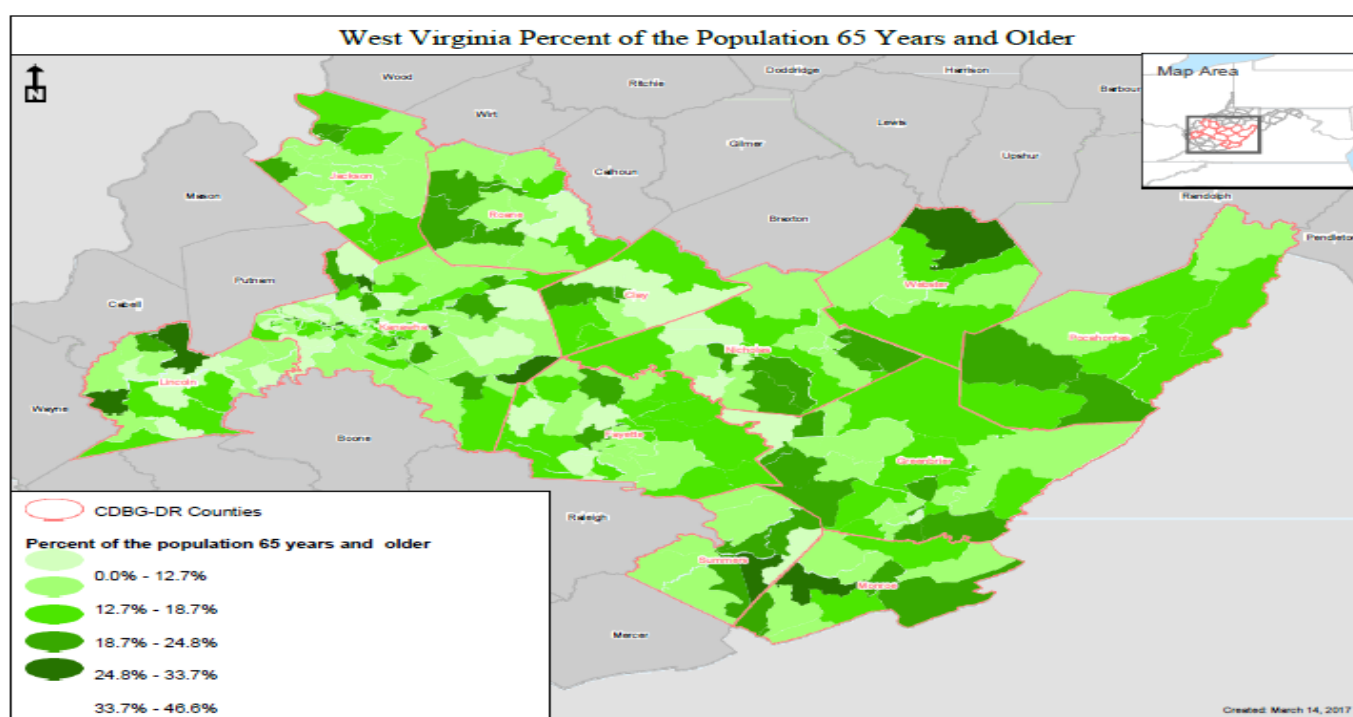 West Virginia Percent of the Population 65 Years and Older
N
Map Area
Wood
Doddridge
Harrison
Ritchie
Barbour
Wirt
Lewis
Gilmer
Upshur
Calhoun
Jackson
Mason
Randolph
Roane
Braxton
Pendleton
Putnam
Webster
Clay
Cabell
Kanawha
Pocahontas
Nicholas
Lincoln
Wayne
Boone
Fayette
Greenbrier
Raleigh
Summers
Monroe
Mercer
CDBG-DR Counties
Percent of the population 65 years and older
0.0% - 12.7%
12.7% - 18.7%
18.7% - 24.8%
24.8% - 33.7%
33.7% - 46.6%
Created: March 14, 2017